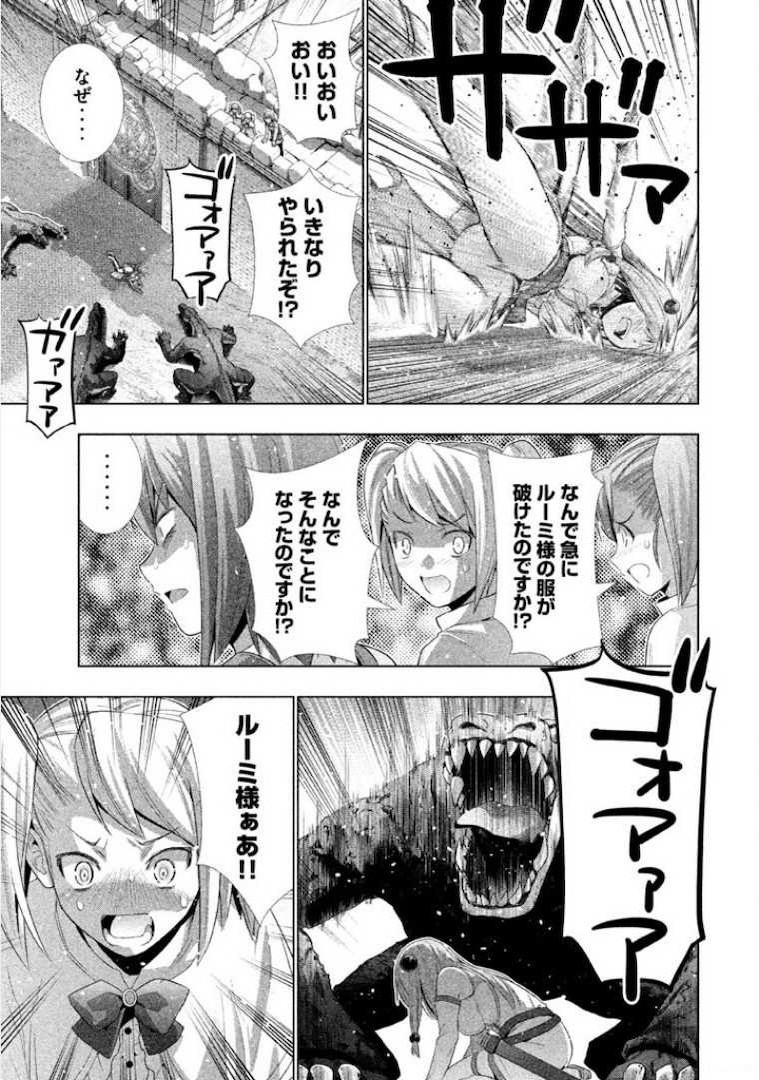 ズザザァ
おいおい
おい!!
いきなり
やられたぞ!?
なぜ・・・・
ゴォアァア
ガァアアア
なんで急に
ルーミ様の服が
破けたのですか!?
なんで
そんなことに
なったのですか!?
・・・・・
ゴォアァア
ルーミ様ぁあ!!